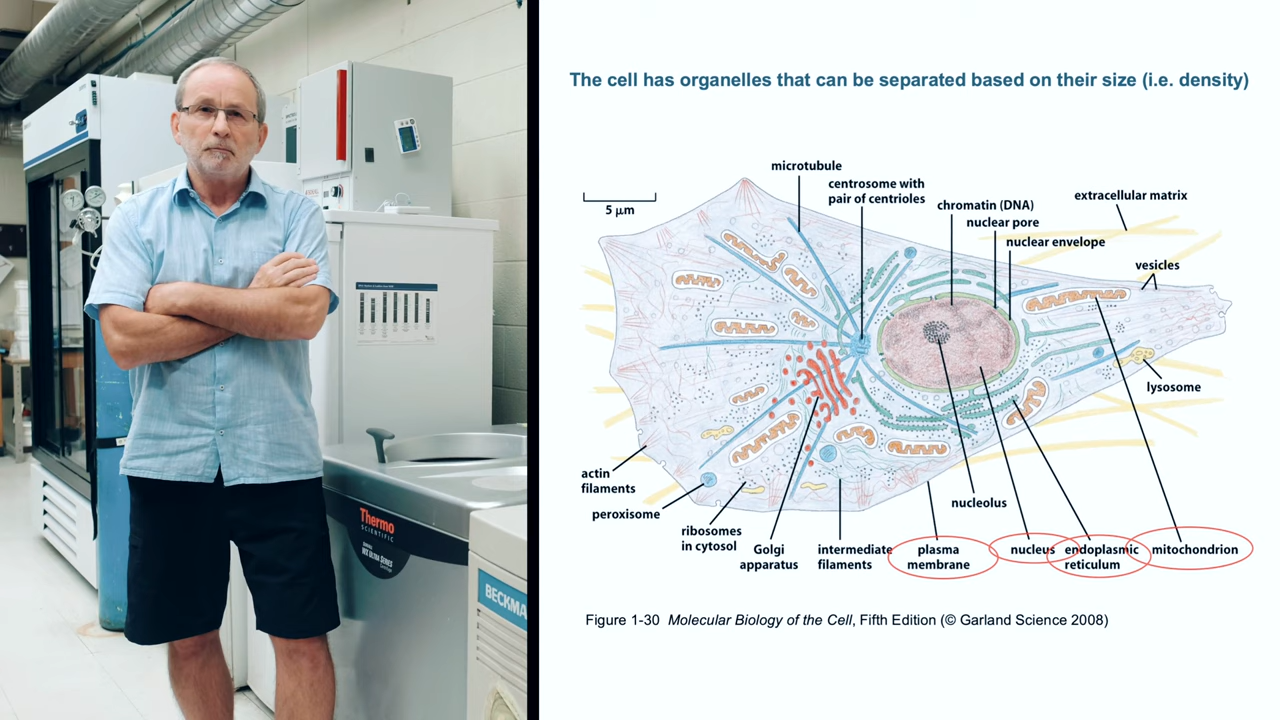 Thermo
SCIENTIFIC
WX ULTRA SERIES
BECKMA
The cell has organelles that can be separated based on their size (i.e. density)
5 μm
microtubule
centrosome with
pair of centrioles
chromatin (DNA)
nuclear pore
nuclear envelope
extracellular matrix
vesicles
lysosome
actin
filaments
peroxisome
ribosomes
in cytosol
Golgi
apparatus
intermediate
filaments
plasma
membrane
nucleolus
nucleus
endoplasmic
reticulum
mitochondrion
Figure 1-30 Molecular Biology of the Cell, Fifth Edition (© Garland Science 2008)